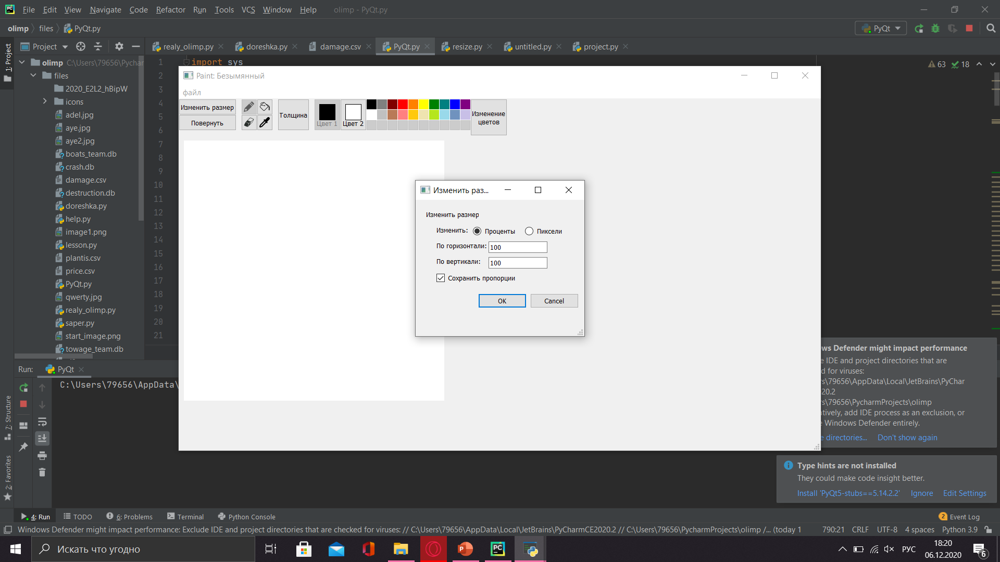 File Edit View Navigate Code Refactor Run Tools VCS Window Help olimp - PyQt.py
olimp files PyQt.py PyQt
Project realy_olimp.py doreshka.py damage.csv PyQt.py resize.py untitled.py project.py
1: Project
olimp C:\Users\79656\Pychar
files
2020_E2L2_hBipW
icons
adel.jpg
aye.jpg
aye2.jpg
boats_team.db
crash.db
damage.csv
destruction.db
doreshka.py
help.py
image1.png
lesson.py
plantis.csv
price.csv
PyQt.py
qwerty.jpg
realy_olimp.py
saper.py
start_image.png
towage_team.db
1 import sys
2
3
4
5
6
7
8
9
10
11
12
13
14
15
16
17
18
19
20
21
63 18
Paint: Безымянный
файл
Изменить размер
Повернуть
Толщина
Цвет 1
Цвет 2
Изменение
цветов
Изменить раз...
Изменить размер
Изменить: Проценты Пиксели
По горизонтали: 100
По вертикали: 100
Сохранить пропорции
OK Cancel
ws Defender might impact performance
e IDE and project directories that are
d for viruses:
rs\79656\AppData\Local\JetBrains\PyChar
20.2
rs\79656\PycharmProjects\olimp
atively, add IDE process as an exclusion, or
e Windows Defender entirely.
e directories... Don't show again
Type hints are not installed
They could make code insight better.
Install 'PyQt5-stubs==5.14.2.2' Ignore Edit Settings
Run: PyQt
C:\Users\79656\AppData\
7: Structure
2: Favorites
4: Run TODO 6: Problems Terminal Python Console 2 Event Log
Windows Defender might impact performance: Exclude IDE and project directories that are checked for viruses: // C:\Users\79656\AppData\Local\JetBrains\PyCharmCE2020.2 // C:\Users\79656\PycharmProjects\olimp /... (today 1 790:21 CRLF UTF-8 4 spaces Python 3.9
Искать что угодно
РУС
18:20
06.12.2020
6